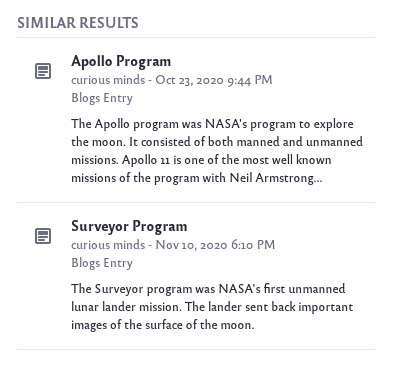 SIMILAR RESULTS
Apollo Program
curious minds - Oct 23, 2020 9:44 PM
Blogs Entry
The Apollo program was NASA's program to explore
the moon. It consisted of both manned and unmanned
missions. Apollo 11 is one of the most well known
missions of the program with Neil Armstrong...
Surveyor Program
curious minds - Nov 10, 2020 6:10 PM
Blogs Entry
The Surveyor program was NASA's first unmanned
lunar lander mission. The lander sent back important
images of the surface of the moon.